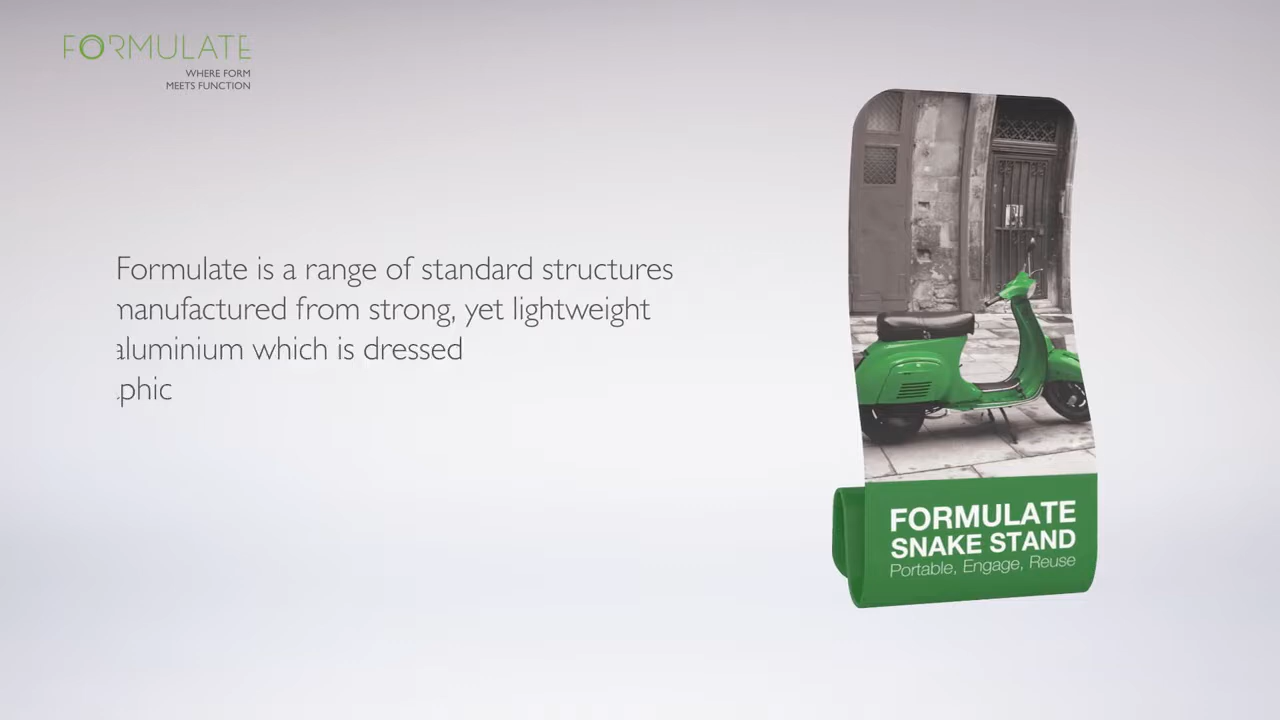 FORMULATE
WHERE FORM
MEETS FUNCTION
Formulate is a range of standard structures
manufactured from strong, yet lightweight
aluminium which is dressed
phic
FORMULATE
SNAKE STAND
Portable, Engage, Reuse